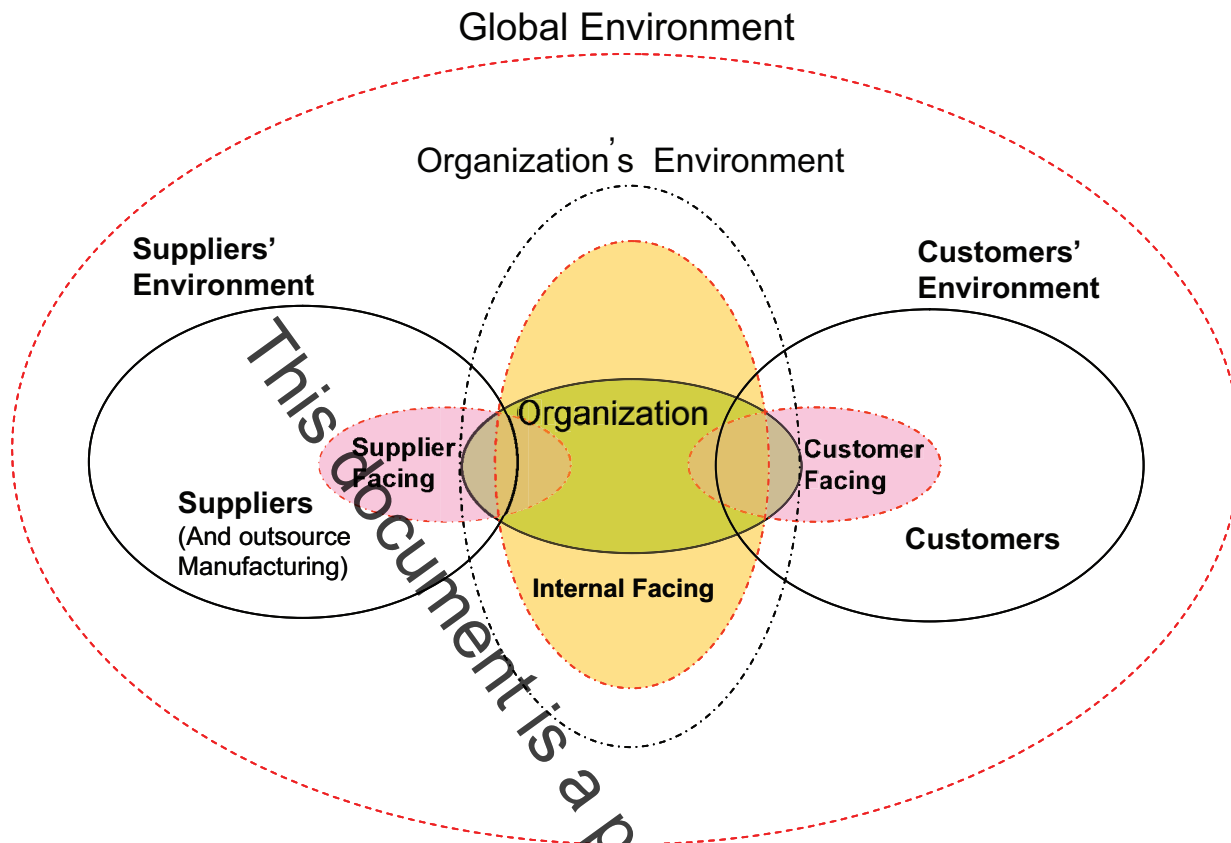 Global Environment
Organization's Environment
Suppliers’
Environment
Customers’
Environment
Organization
Supplier
Facing
Customer
Facing
Suppliers
(And outsource
Manufacturing)
Customers
Internal Facing
This document is a